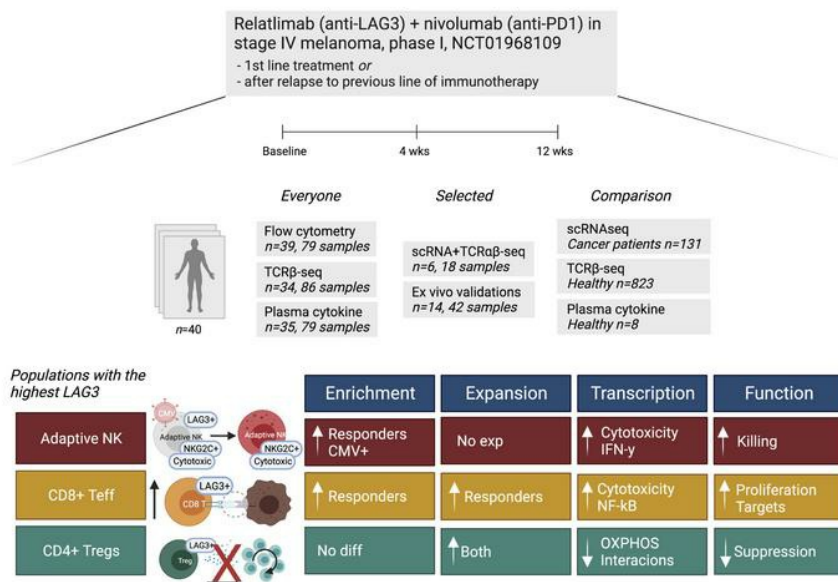 Relatlimab (anti-LAG3) + nivolumab (anti-PD1) in
stage IV melanoma, phase I, NCT01968109
- 1st line treatment or
- after relapse to previous line of immunotherapy
Baseline
4 wks
12 wks
Everyone
Selected
Comparison
Flow cytometry
n=39, 79 samples
TCRβ-seq
n=34, 86 samples
Plasma cytokine
n=35, 79 samples
scRNA+TCRαβ-seq
n=6, 18 samples
Ex vivo validations
n=14, 42 samples
scRNAseq
Cancer patients n=131
TCRβ-seq
Healthy n=823
Plasma cytokine
Healthy n=8
n=40
Populations with the
highest LAG3
Enrichment
Expansion
Transcription
Function
Adaptive NK
CMV
LAG3+
Adaptive NK
NKG2C+
Cytotoxic
Adaptive NK
NKG2C+
Cytotoxic
Responders
CMV+
No exp
Cytotoxicity
IFN-y
Killing
CD8+ Teff
LAG3+
CD8 T
Responders
Responders
Cytotoxicity
NF-kB
Proliferation
Targets
CD4+ Tregs
LAG3+
Treg
No diff
Both
OXPHOS
Interacions
Suppression